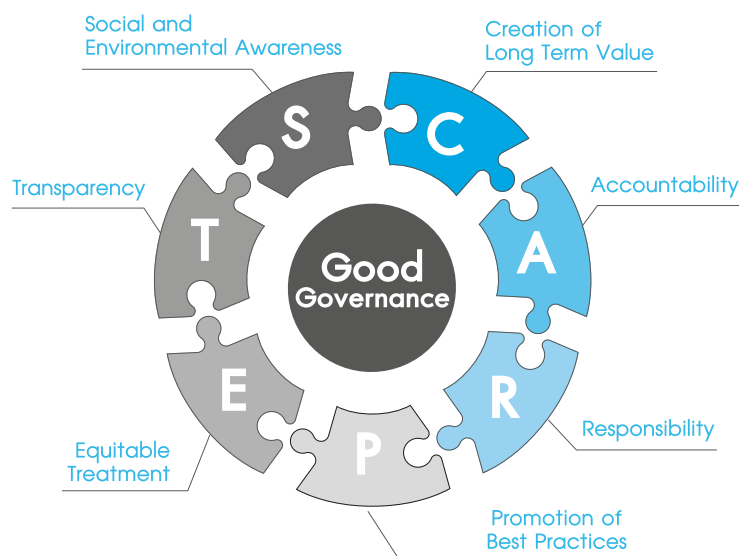 Social and
Environmental Awareness
Creation of
Long Term Value
S
C
Transparency
Accountability
T
A
Good
Governance
E
R
Equitable
Treatment
Responsibility
P
Promotion of
Best Practices